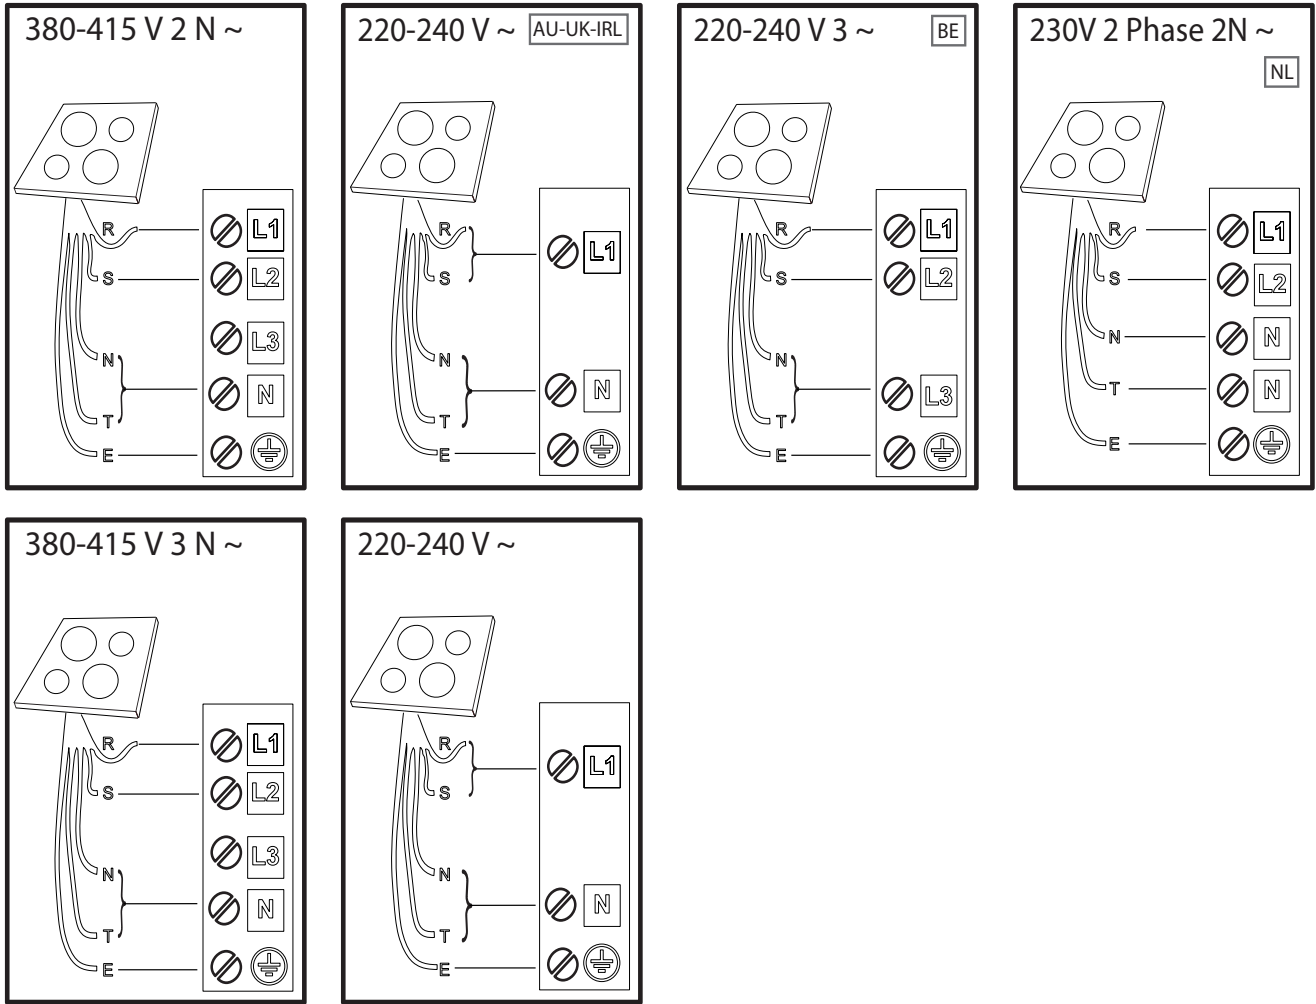 380-415 V 2 N ~
R
L1
S
L2
L3
N
N
T
E
220-240 V ~ AU-UK-IRL
R
L1
S
N
N
T
E
220-240 V 3 ~ BE
R
L1
S
L2
N
L3
T
E
230V 2 Phase 2N ~
NL
R
L1
S
L2
N
N
T
N
E
380-415 V 3 N ~
R
L1
S
L2
L3
N
N
T
E
220-240 V ~
R
L1
S
N
N
T
E